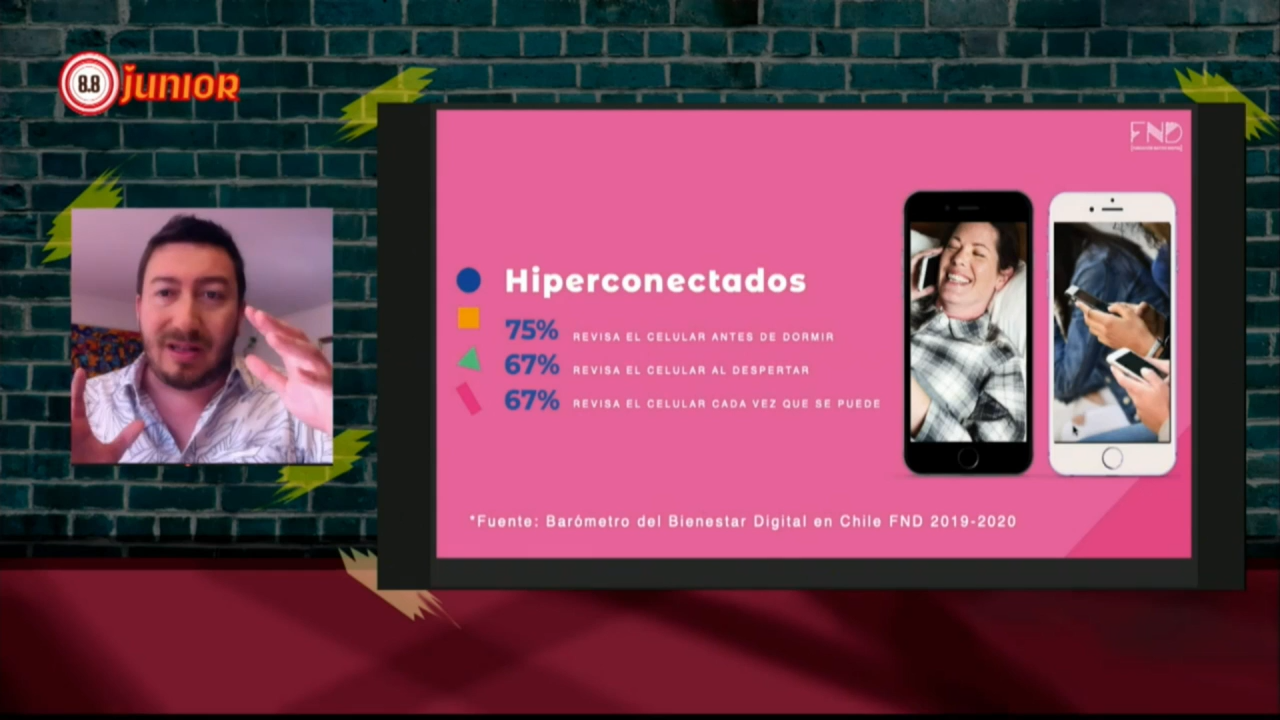 8.8 JUNIOR
FND
Hiperconectados
75% REVISA EL CELULAR ANTES DE DORMIR
67% REVISA EL CELULAR AL DESPERTAR
67% REVISA EL CELULAR CADA VEZ QUE SE PUEDE
*Fuente: Barómetro del Bienestar Digital en Chile FND 2019-2020